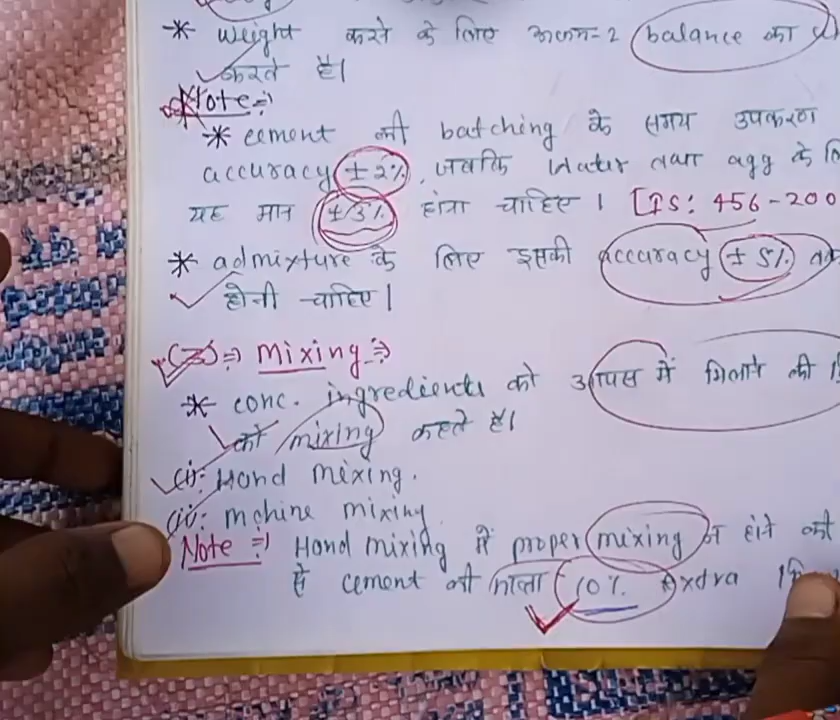 * Weight करने के लिए अलग-2 balance का
करते है।
Note⇒
* cement की batching के समय उपकरण
accuracy ±2%, जबकि Water तथा agg के
यह मान ±3% होना चाहिए। [IS: 456-200
* admixture के लिए इसकी accuracy ±5% तक
होनी चाहिए।
(3)⇒ mixing⇒
* conc. ingredients को आपस में मिलाने की
को mixing कहते है।
(i): Hand mixing.
(ii): mchine mixing
Note⇒ Hand mixing में proper mixing न होने की
से cement की मात्रा 10% Extra